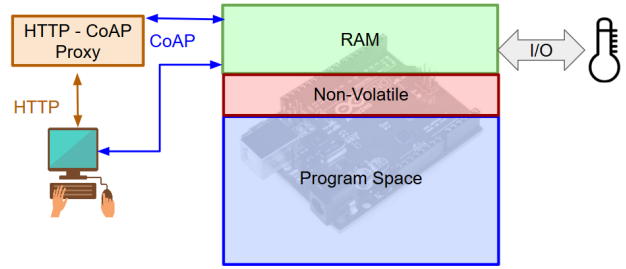 HTTP - CoAP
Proxy
CoAP
HTTP
RAM
I/O
Non-Volatile
Program Space